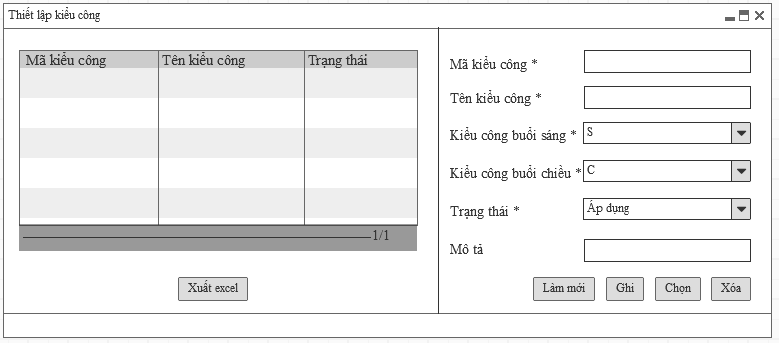 Thiết lập kiểu công
Mã kiểu công Tên kiểu công Trạng thái
1/1
Xuất excel
Mã kiểu công *
Tên kiểu công *
Kiểu công buổi sáng * S
Kiểu công buổi chiều * C
Trạng thái * Áp dụng
Mô tả
Làm mới Ghi Chọn Xóa